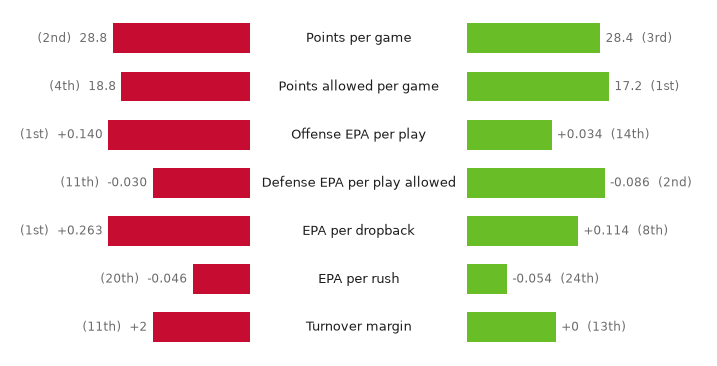 (2nd) 28.8 Points per game 28.4 (3rd)
(4th) 18.8 Points allowed per game 17.2 (1st)
(1st) +0.140 Offense EPA per play +0.034 (14th)
(11th) -0.030 Defense EPA per play allowed -0.086 (2nd)
(1st) +0.263 EPA per dropback +0.114 (8th)
(20th) -0.046 EPA per rush -0.054 (24th)
(11th) +2 Turnover margin +0 (13th)